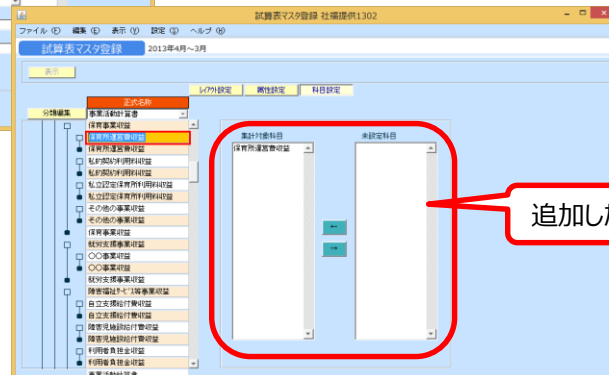 試算表マスタ登録 社福提供1302
ファイル(F) 編集(E) 表示(V) 設定(Q) ヘルプ(H)
試算表マスタ登録 2013年4月～3月
表示
レイアウト設定 属性設定 科目設定
正式名称
分類編集 事業活動計算書
保育事業収益
保育所運営費収益
保育所運営費収益
私的契約利用料収益
私的契約利用料収益
私立認定保育所利用料収益
私立認定保育所利用料収益
その他の事業収益
その他の事業収益
保育事業収益
就労支援事業収益
〇〇事業収益
〇〇事業収益
就労支援事業収益
障害福祉サービス等事業収益
自立支援給付費収益
自立支援給付費収益
障害児施設給付費収益
障害児施設給付費収益
利用者負担金収益
利用者負担金収益
事業活動計算書
集計対象科目 未設定科目
保育所運営費収益
←
→
追加し